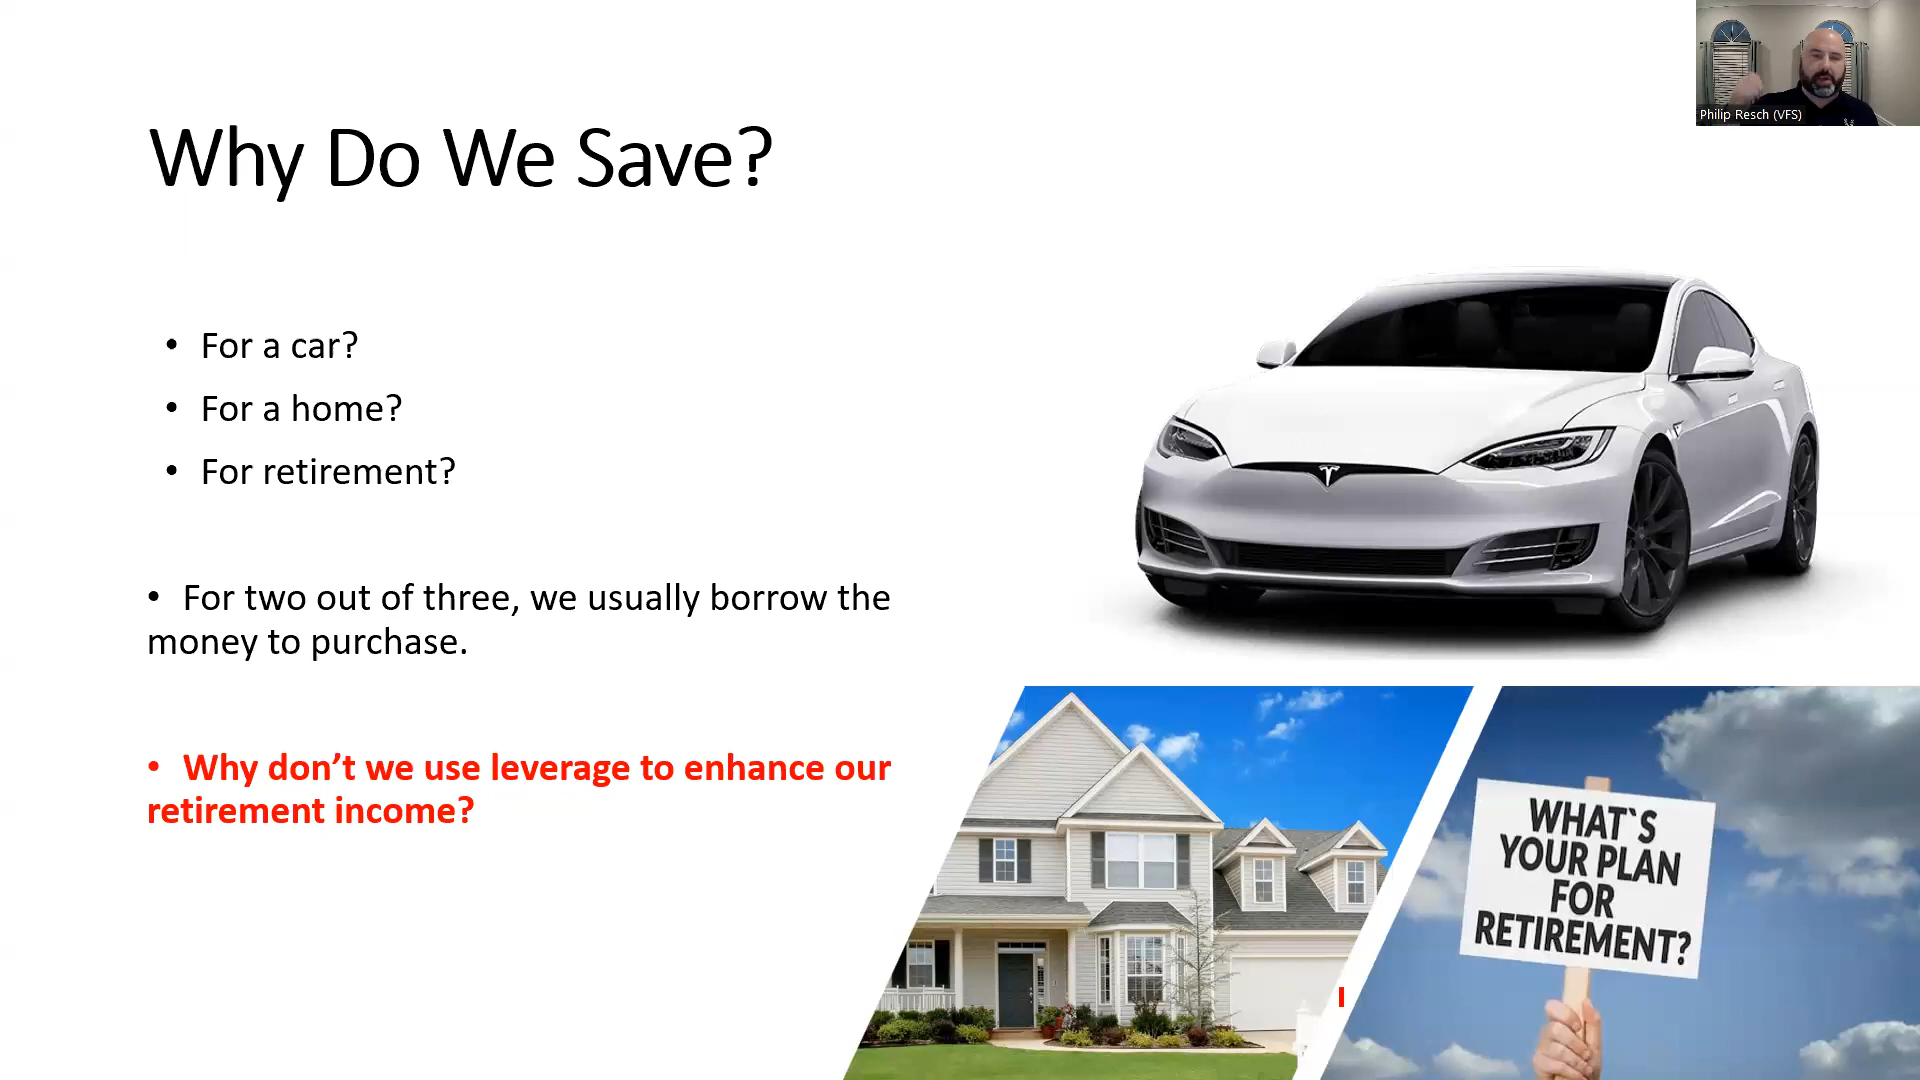 Philip Resch (VFS)
Why Do We Save?
• For a car?
• For a home?
• For retirement?
• For two out of three, we usually borrow the
money to purchase.
• Why don’t we use leverage to enhance our
retirement income?
WHAT`S
YOUR PLAN
FOR
RETIREMENT?